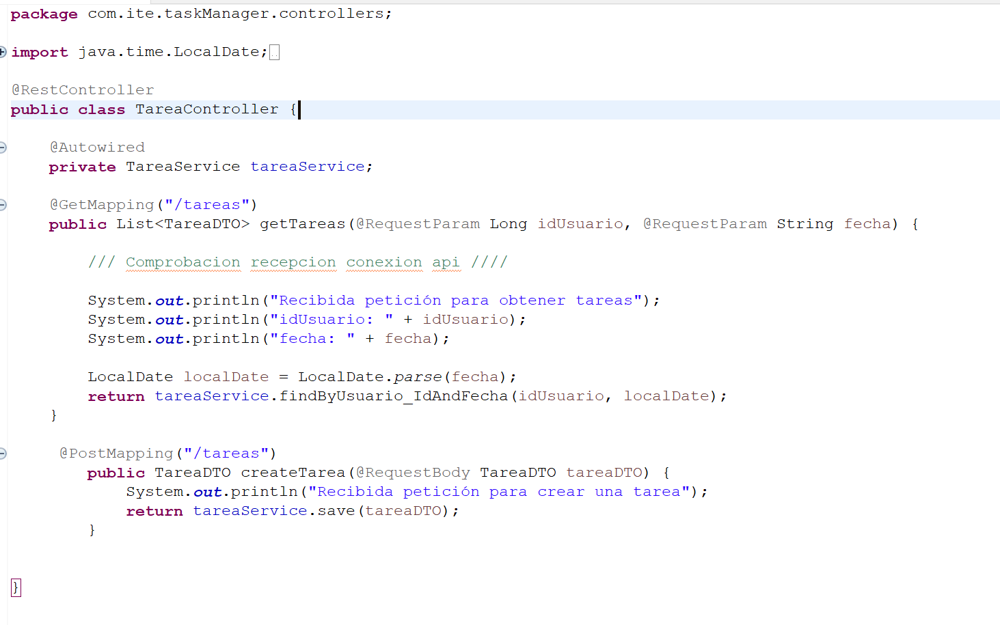 package com.ite.taskManager.controllers;
import java.time.LocalDate;
@RestController
public class TareaController {
@Autowired
private TareaService tareaService;
@GetMapping("/tareas")
public List<TareaDTO> getTareas(@RequestParam Long idUsuario, @RequestParam String fecha) {
/// Comprobacion recepcion conexion api ////
System.out.println("Recibida petición para obtener tareas");
System.out.println("idUsuario: " + idUsuario);
System.out.println("fecha: " + fecha);
LocalDate localDate = LocalDate.parse(fecha);
return tareaService.findByUsuario_IdAndFecha(idUsuario, localDate);
}
@PostMapping("/tareas")
public TareaDTO createTarea(@RequestBody TareaDTO tareaDTO) {
System.out.println("Recibida petición para crear una tarea");
return tareaService.save(tareaDTO);
}
}